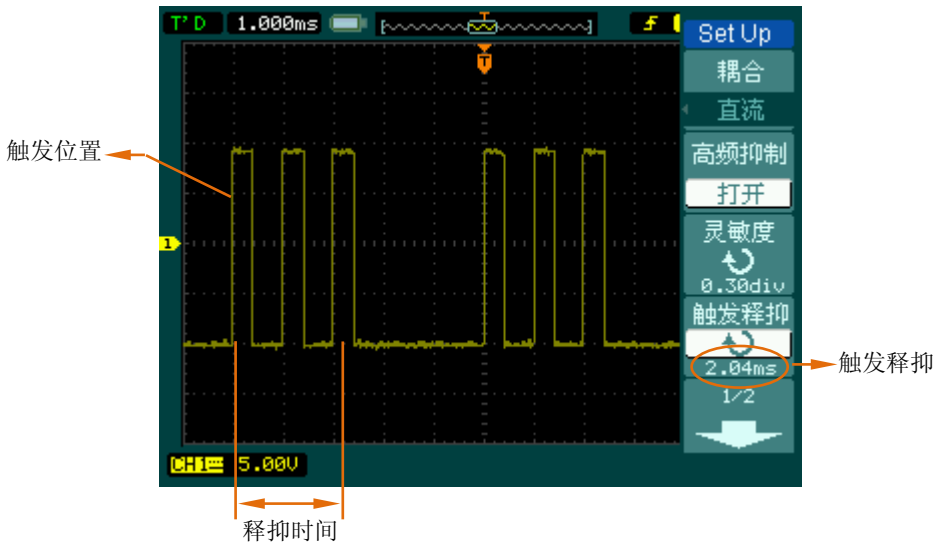 T'D 1.000ms T f
Set Up
耦合
直流
高频抑制
打开
灵敏度
0.30div
触发释抑
2.04ms
1/2
T
1
CH1 5.00V
触发位置
触发释抑
释抑时间